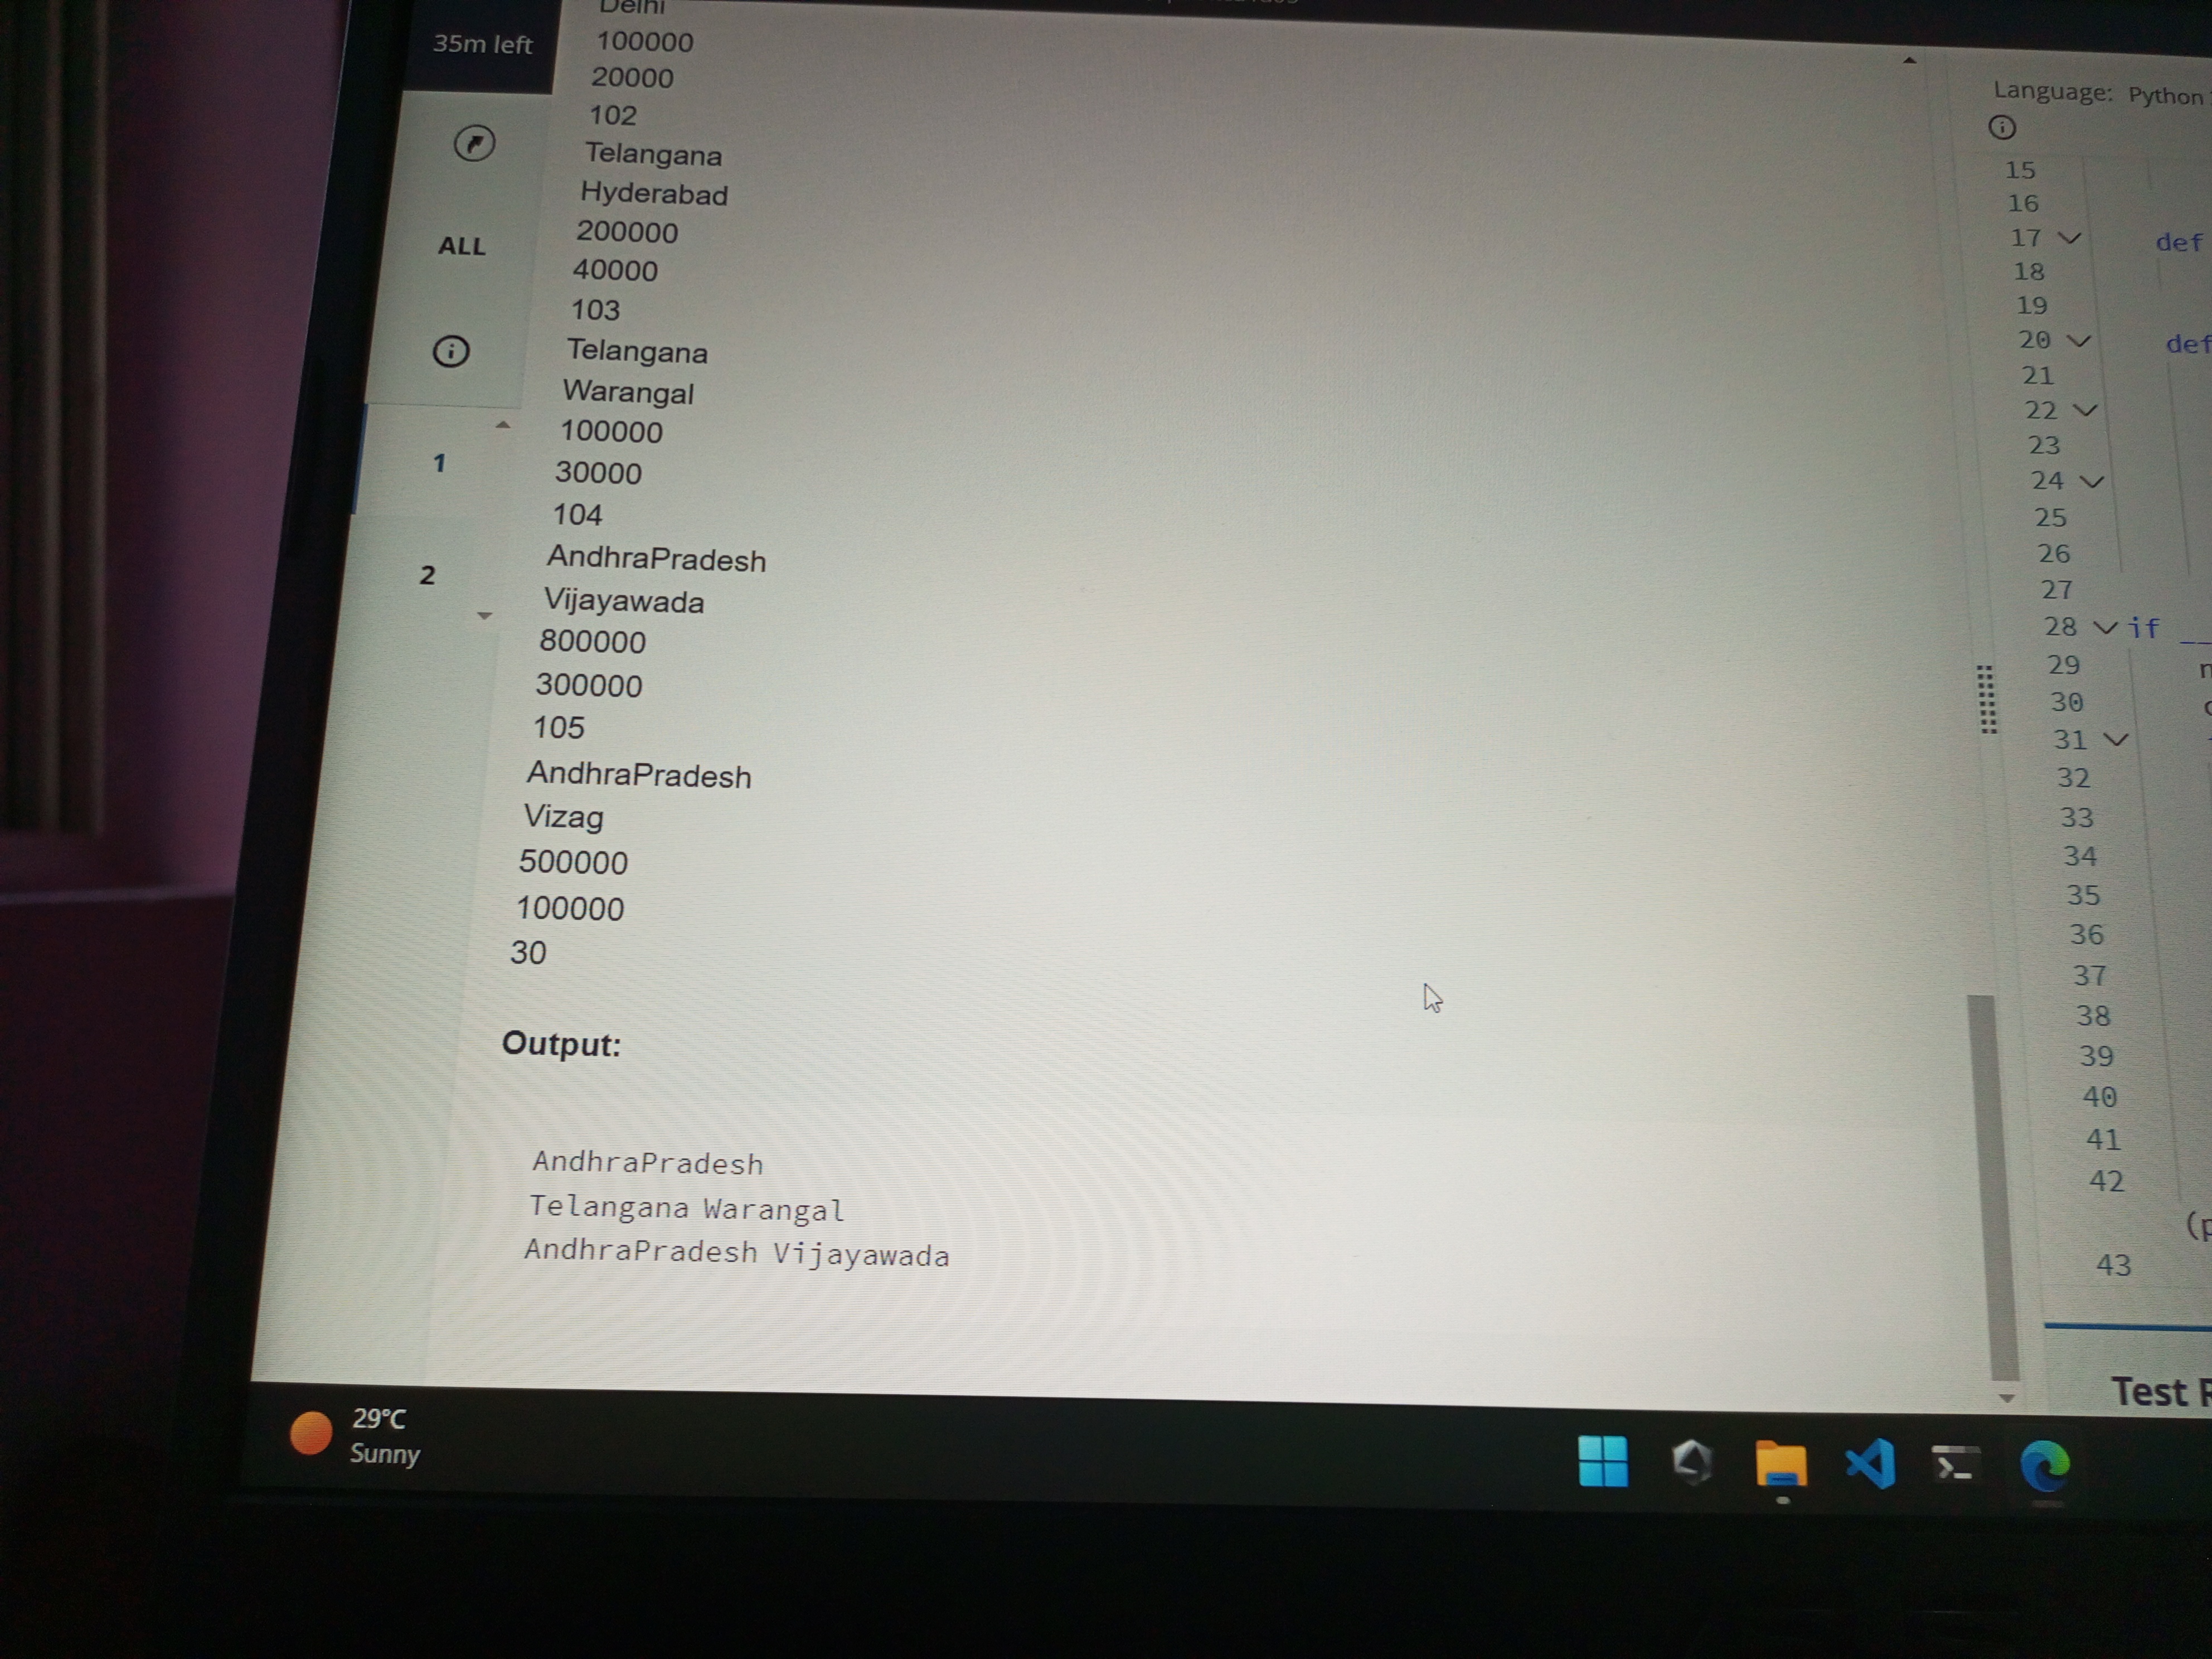 Delhi
35m left
100000
20000
102
Telangana
Hyderabad
200000
ALL
40000
103
Telangana
Warangal
100000
1
30000
104
AndhraPradesh
2
Vijayawada
800000
300000
105
AndhraPradesh
Vizag
500000
100000
30
Output:
AndhraPradesh
Telangana Warangal
AndhraPradesh Vijayawada
Language: Python
15
16
17 def
18
19
20 def
21
22
23
24
25
26
27
28 if
29
30
31
32
33
34
35
36
37
38
39
40
41
42
(p
43
Test
29°C
Sunny